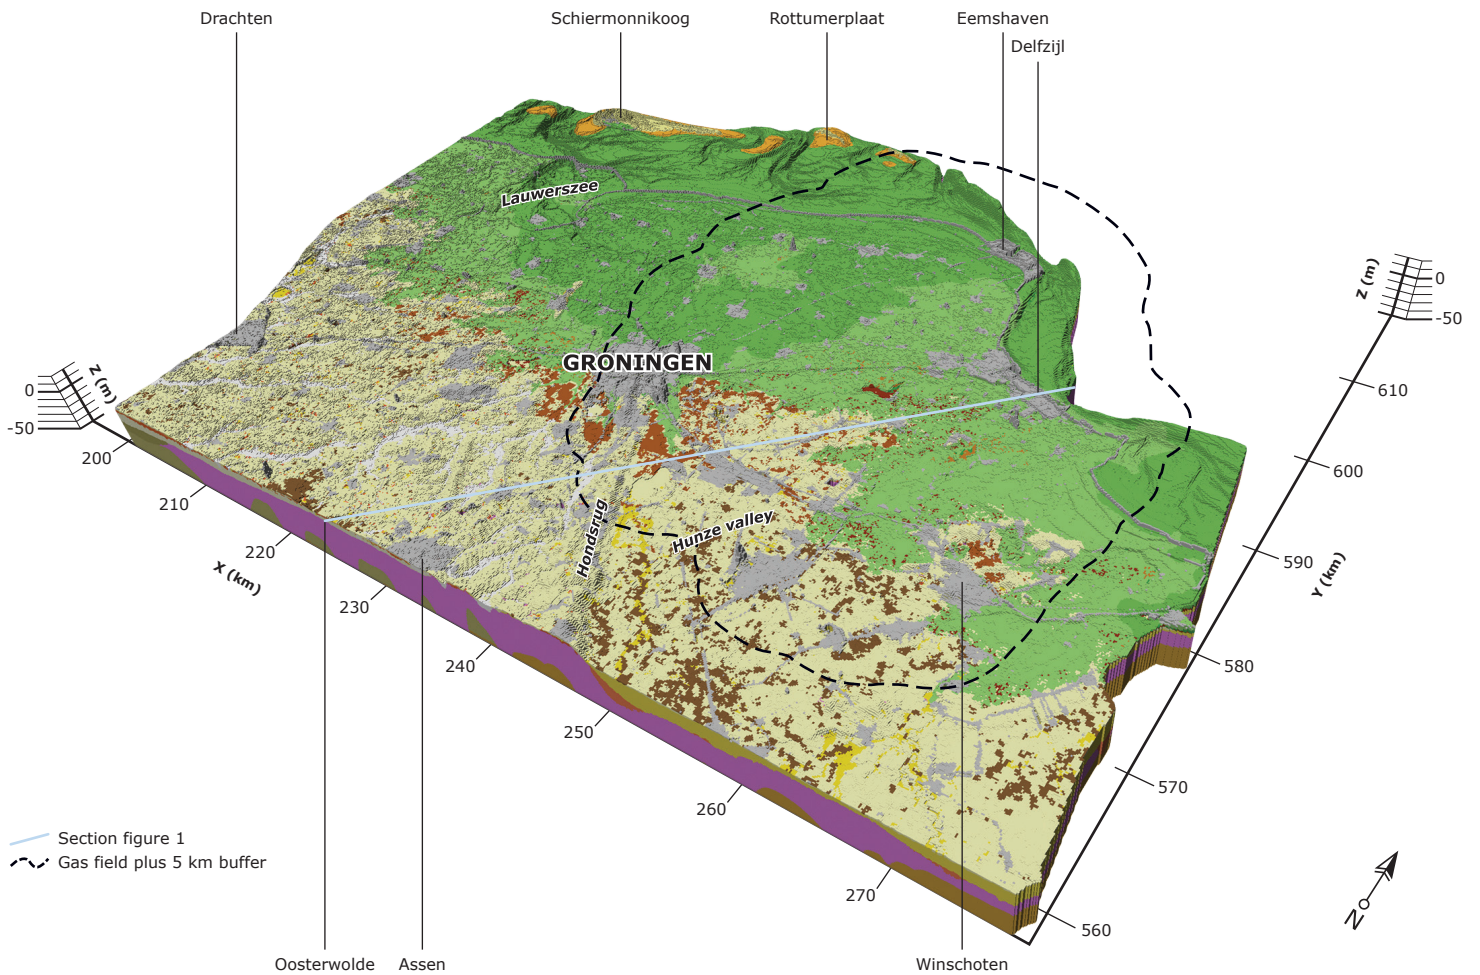 Drachten
Schiermonnikoog
Rottumerplaat
Eemshaven
Delfzijl
Lauwerszee
GRONINGEN
Hondsrug
Hunze valley
Z (m)
0
-50
Z (m)
0
-50
200
210
220
230
240
250
260
270
X (km)
610
600
590
580
570
560
Y (km)
Section figure 1
Gas field plus 5 km buffer
N
Oosterwolde
Assen
Winschoten